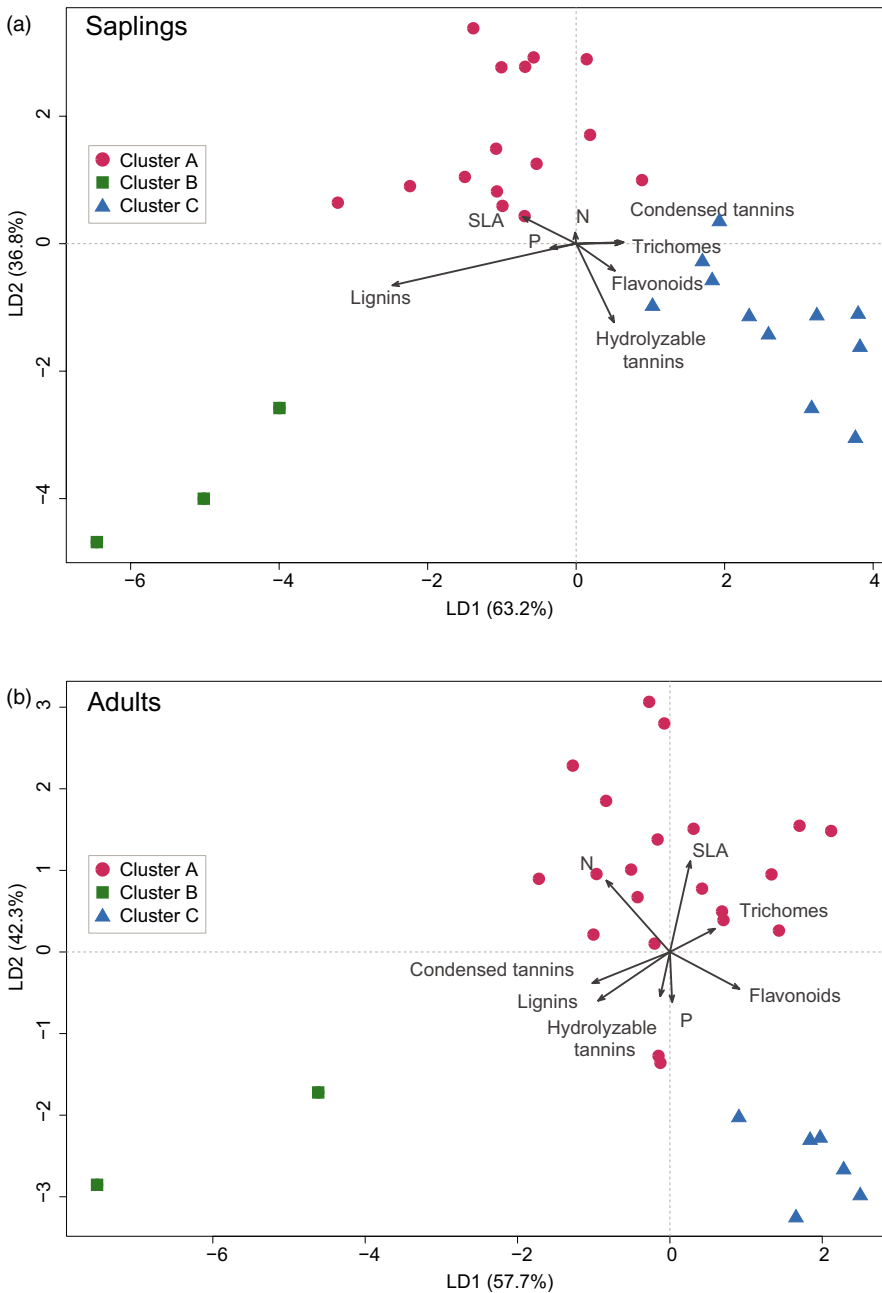 (a)
Saplings
Cluster A
Cluster B
Cluster C
SLA
N
P
Condensed tannins
Trichomes
Flavonoids
Lignins
Hydrolyzable
tannins
2
0
−2
−4
LD2 (36.8%)
−6
−4
−2
0
2
4
LD1 (63.2%)
(b)
Adults
Cluster A
Cluster B
Cluster C
N
SLA
Trichomes
Condensed tannins
Lignins
Hydrolyzable
tannins
P
Flavonoids
3
2
1
0
−1
−2
−3
LD2 (42.3%)
−6
−4
−2
0
2
LD1 (57.7%)